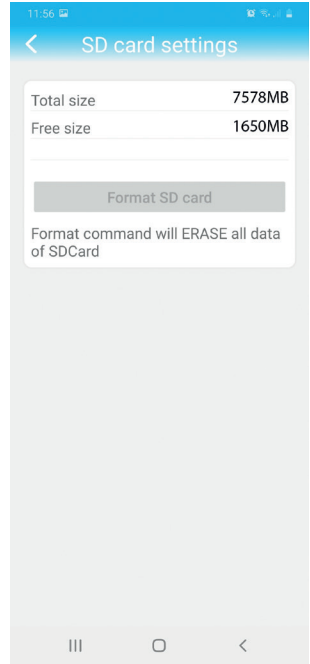 11:56
SD card settings
Total size 7578MB
Free size 1650MB
Format SD card
Format command will ERASE all data
of SDCard